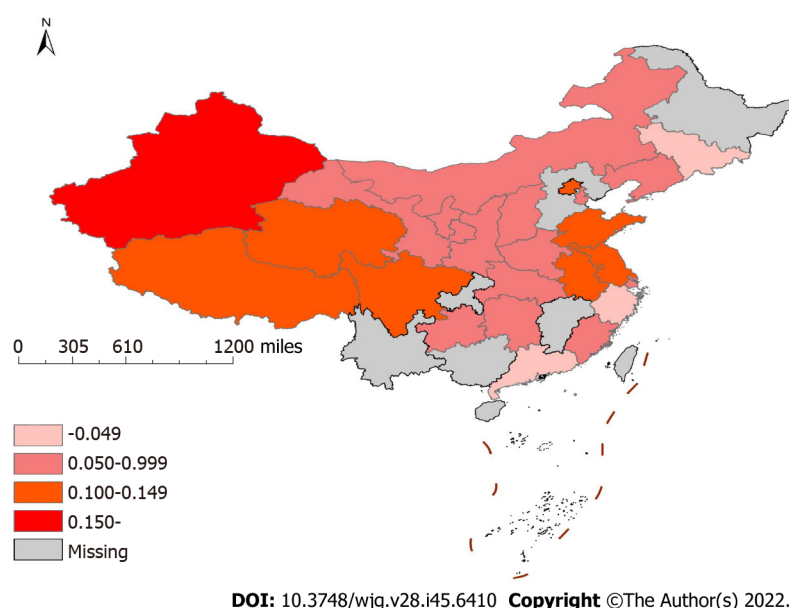 N
0 305 610 1200 miles
-0.049
0.050-0.999
0.100-0.149
0.150-
Missing
DOI: 10.3748/wjg.v28.i45.6410 Copyright ©The Author(s) 2022.